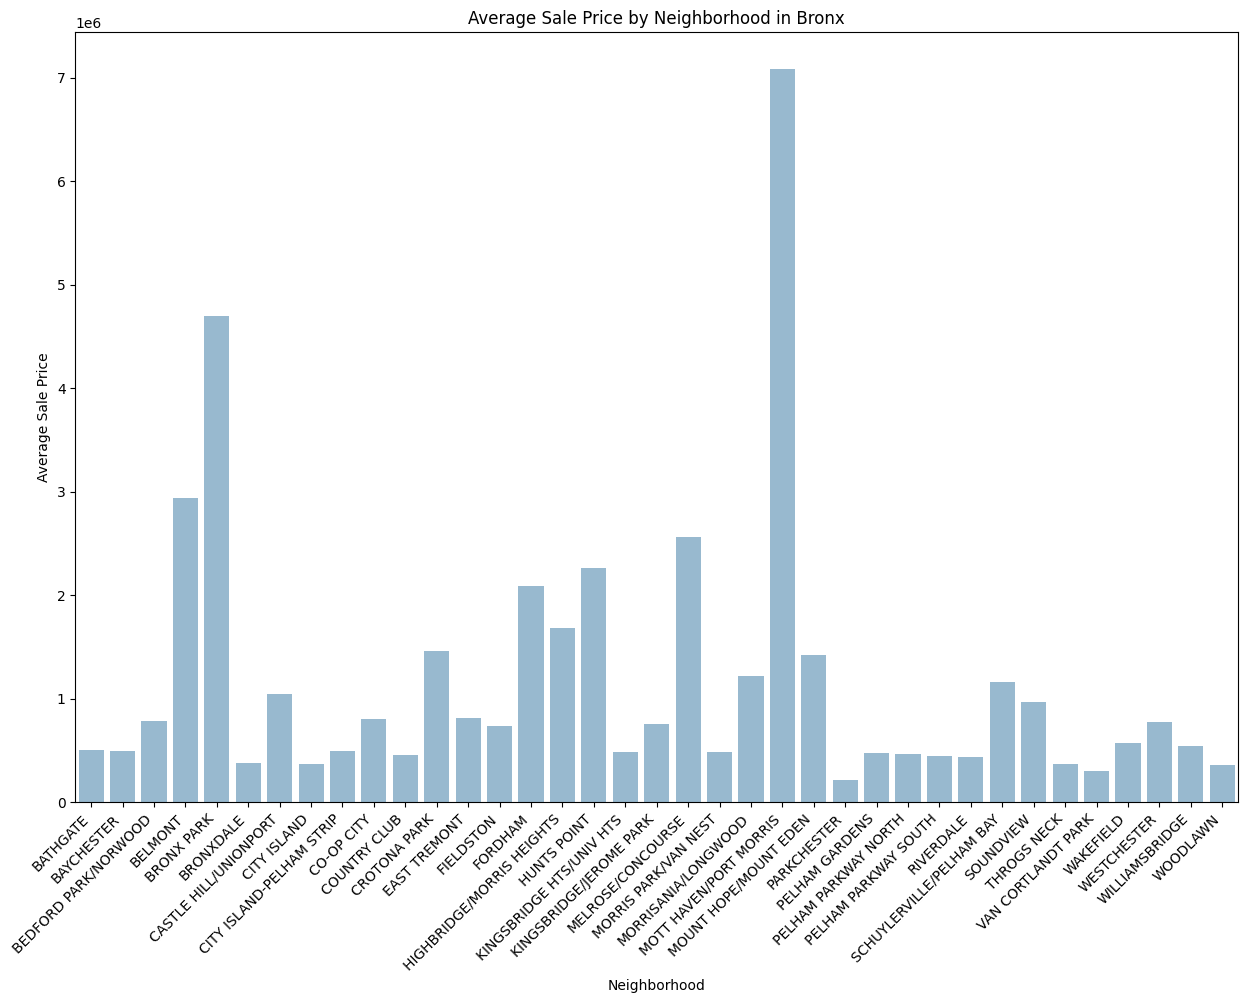 Average Sale Price by Neighborhood in Bronx
1e6
7
6
5
4
3
2
1
0
Average Sale Price
BATHGATE
BAYCHESTER
BEDFORD PARK/NORWOOD
BELMONT
BRONX PARK
BRONXDALE
CASTLE HILL/UNIONPORT
CITY ISLAND
CITY ISLAND-PELHAM STRIP
CO-OP CITY
COUNTRY CLUB
CROTONA PARK
EAST TREMONT
FIELDSTON
FORDHAM
HIGHBRIDGE/MORRIS HEIGHTS
HUNTS POINT
KINGSBRIDGE HTS/UNIV HTS
KINGSBRIDGE/JEROME PARK
MELROSE/CONCOURSE
MORRIS PARK/VAN NEST
MORRISANIA/LONGWOOD
MOTT HAVEN/PORT MORRIS
MOUNT HOPE/MOUNT EDEN
PARKCHESTER
PELHAM GARDENS
PELHAM PARKWAY NORTH
PELHAM PARKWAY SOUTH
RIVERDALE
SCHUYLERVILLE/PELHAM BAY
SOUNDVIEW
THROGS NECK
VAN CORTLANDT PARK
WAKEFIELD
WESTCHESTER
WILLIAMSBRIDGE
WOODLAWN
Neighborhood